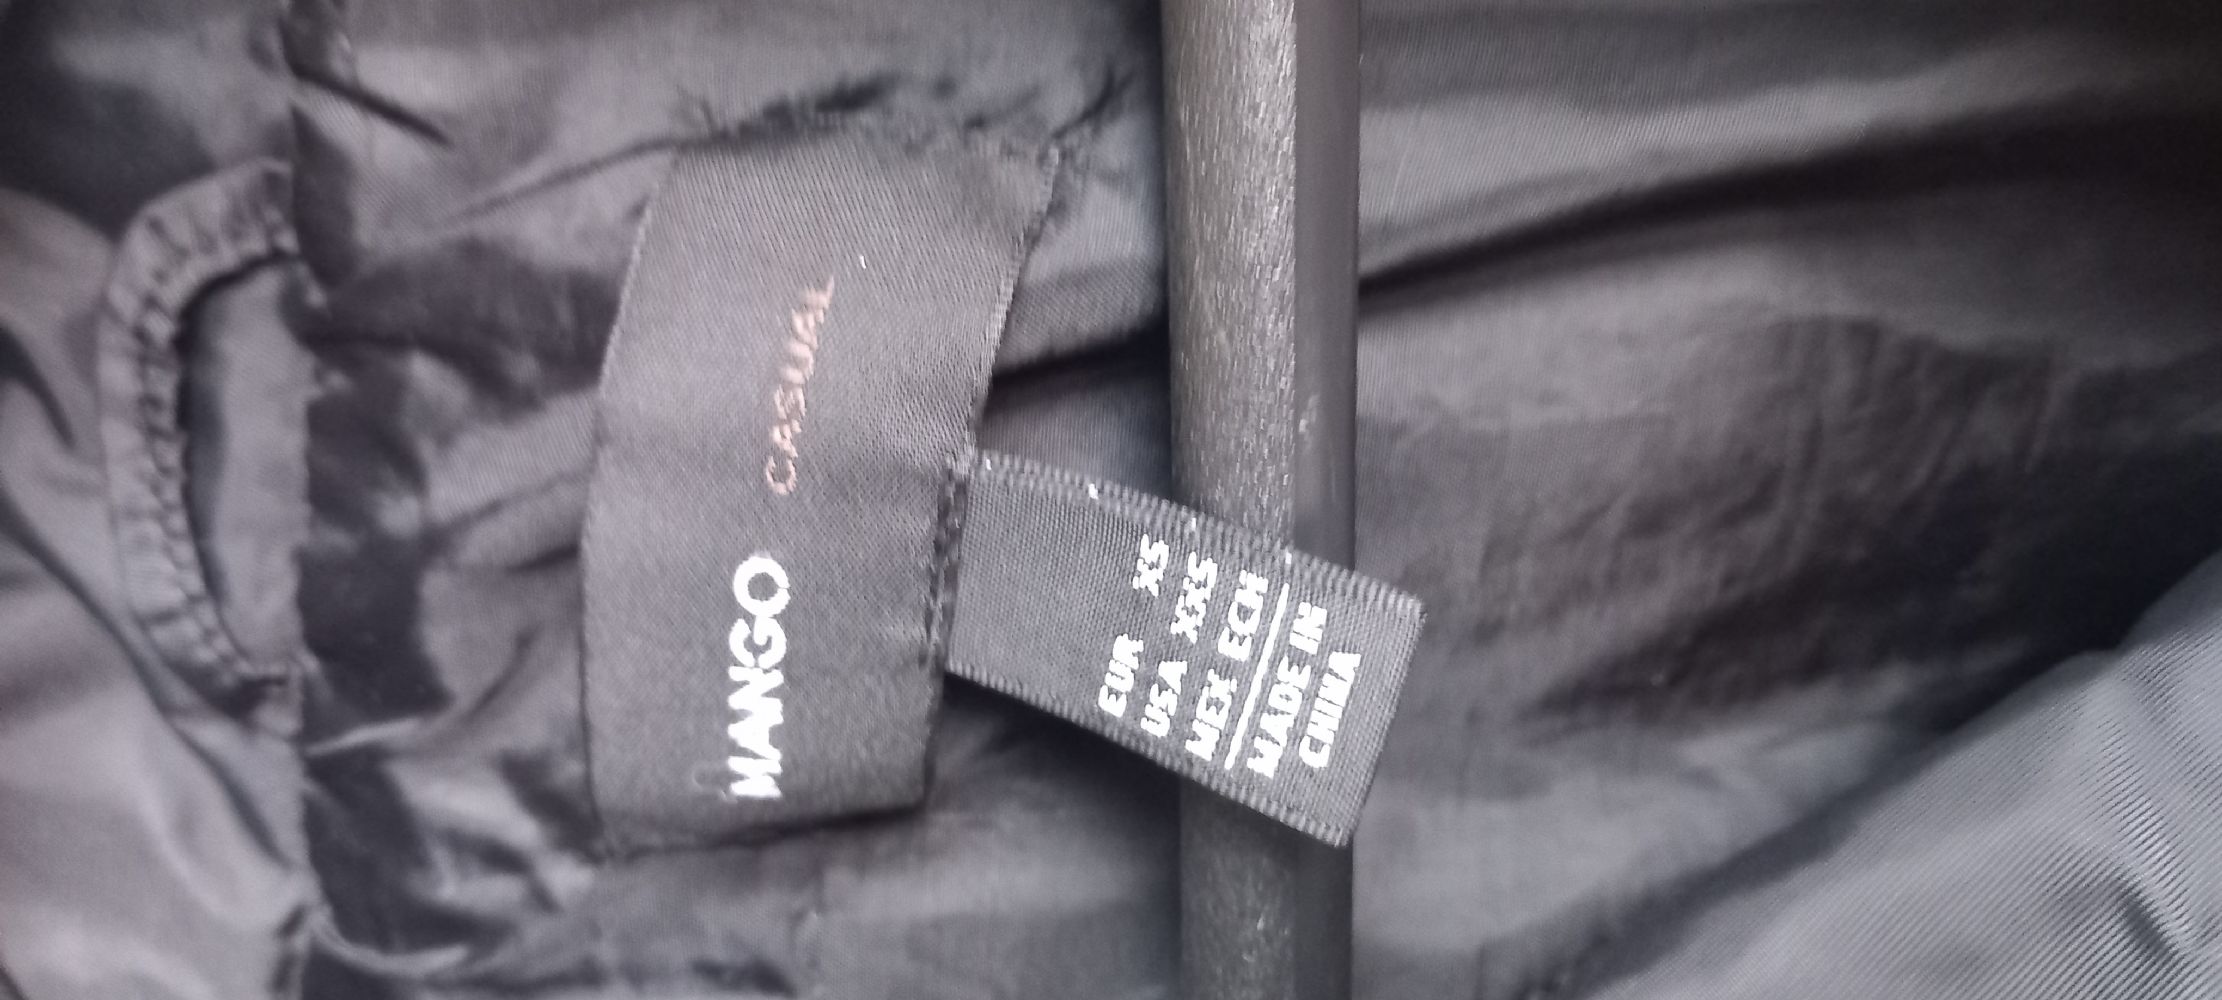 MANGO CASUAL
EUR XS
USA XXS
MEX ECH
MADE IN
CHINA